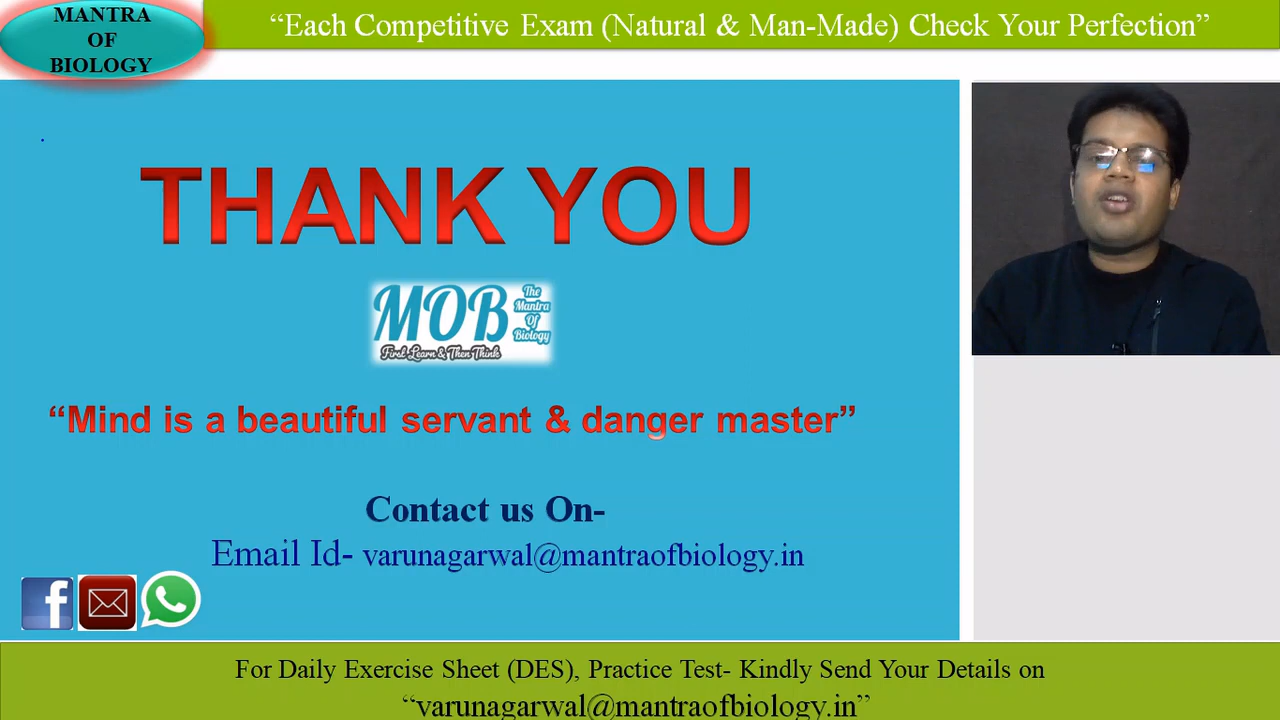 MANTRA
OF
BIOLOGY
“Each Competitive Exam (Natural & Man-Made) Check Your Perfection”
THANK YOU
MOB
The
Mantra
Of
Biology
First Learn & Then Think
“Mind is a beautiful servant & danger master”
Contact us On-
Email Id- varunagarwal@mantraofbiology.in
f
For Daily Exercise Sheet (DES), Practice Test- Kindly Send Your Details on
“varunagarwal@mantraofbiology.in”